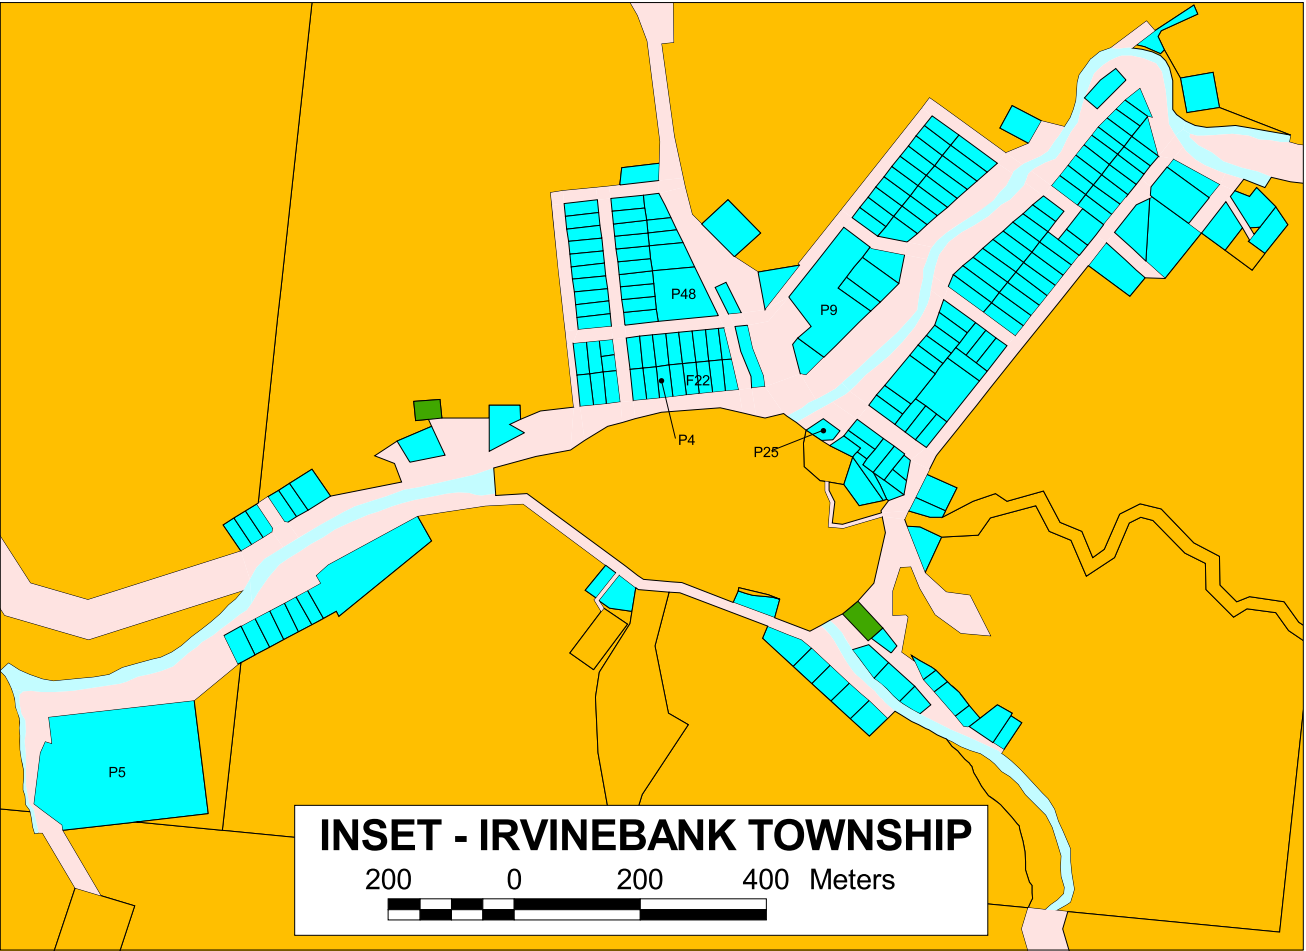 P48
P9
F22
P4
P25
P5
INSET - IRVINEBANK TOWNSHIP
200 0 200 400 Meters